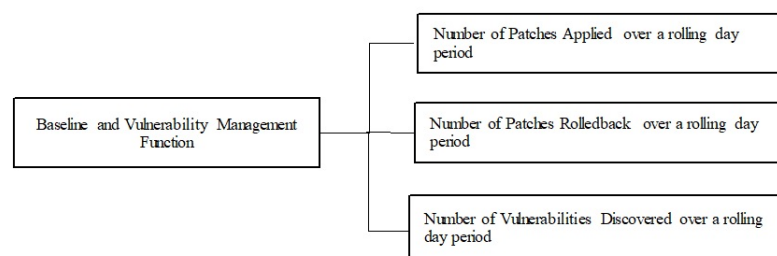 Number of Patches Applied over a rolling day
period
Baseline and Vulnerability Management
Function
Number of Patches Rolledback over a rolling day
period
Number of Vulnerabilities Discovered over a rolling
day period